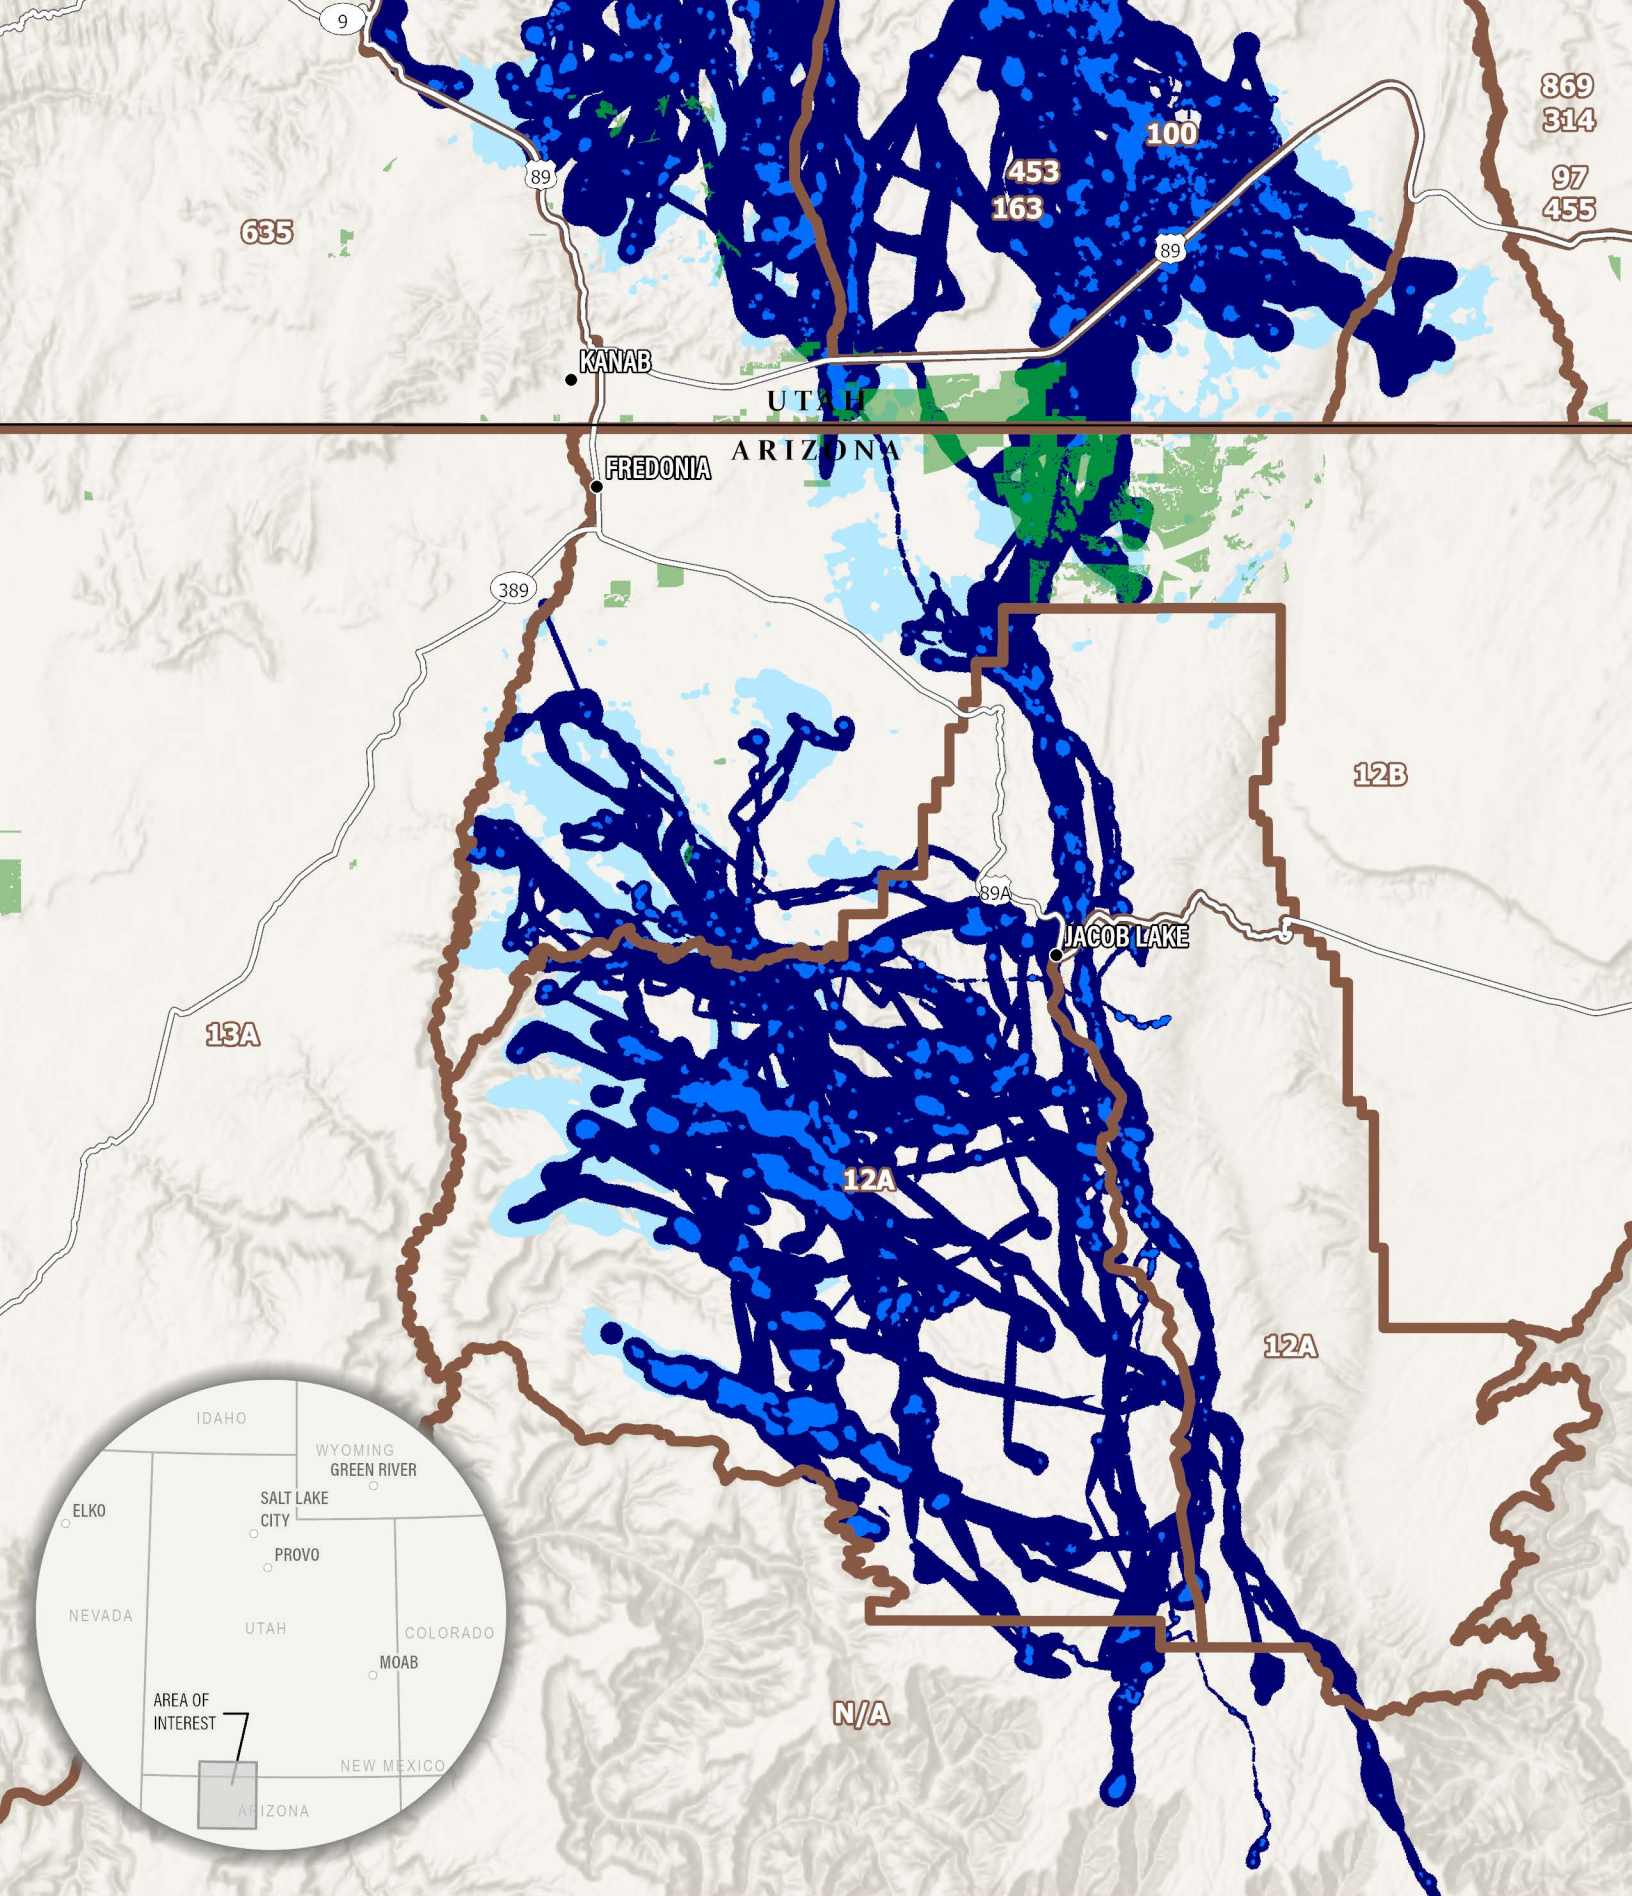 9
869
314
100
89
453
97
163
455
635
89
KANAB
UTAH
ARIZONA
FREDONIA
389
12B
89A
JACOB LAKE
13A
12A
12A
N/A
IDAHO
WYOMING
GREEN RIVER
SALT LAKE
CITY
ELKO
PROVO
NEVADA
UTAH
COLORADO
MOAB
AREA OF
INTEREST
NEW MEXICO
ARIZONA